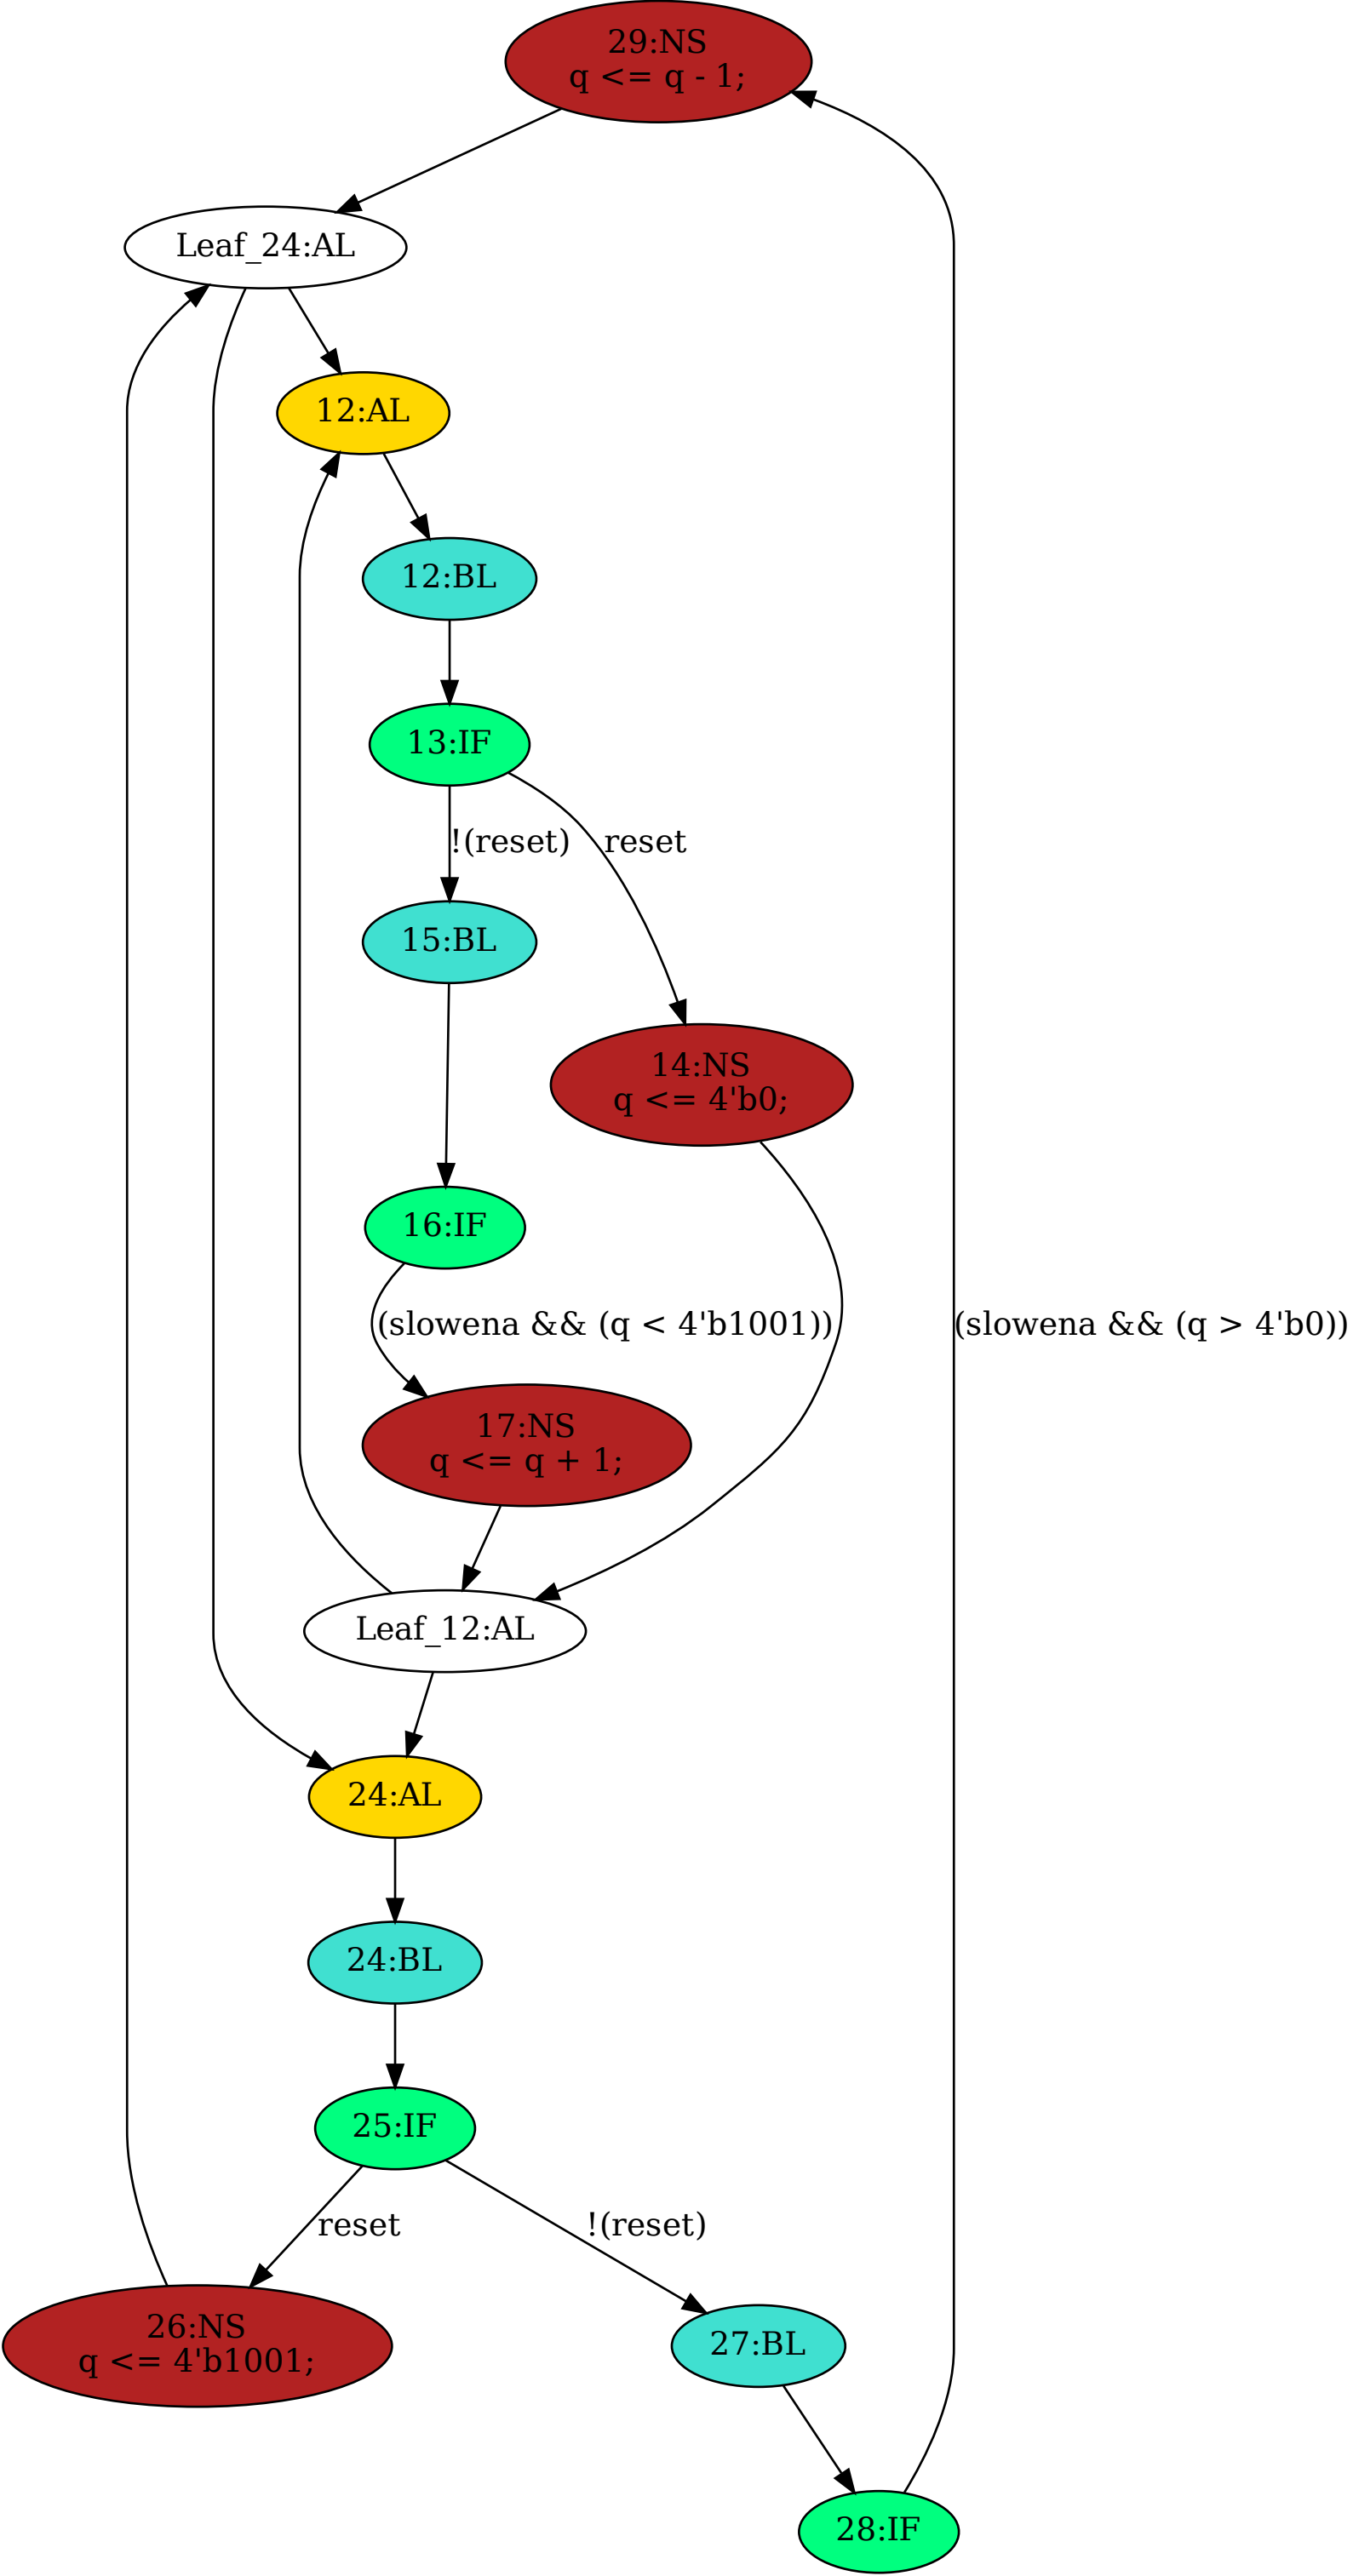 29:NS
q <= q - 1;
Leaf_24:AL
12:AL
12:BL
13:IF
!(reset)
reset
15:BL
14:NS
q <= 4'b0;
16:IF
(slowena && (q < 4'b1001))
(slowena && (q > 4'b0))
17:NS
q <= q + 1;
Leaf_12:AL
24:AL
24:BL
25:IF
reset
!(reset)
26:NS
q <= 4'b1001;
27:BL
28:IF